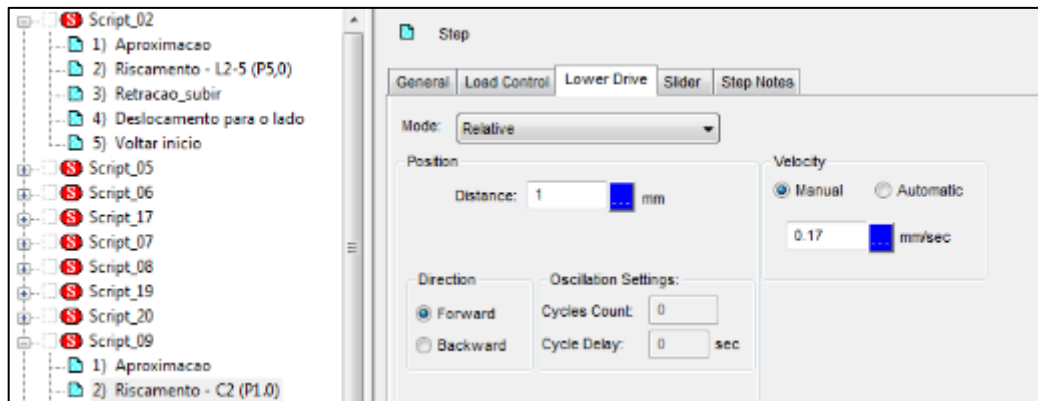 Script_02
1) Aproximacao
2) Riscamento - L2-5 (P5,0)
3) Retracao_subir
4) Deslocamento para o lado
5) Voltar inicio
Script_05
Script_06
Script_17
Script_07
Script_08
Script_19
Script_20
Script_09
1) Aproximacao
2) Riscamento - C2 (P1.0)
Step
General Load Control Lower Drive Slider Step Notes
Mode: Relative
Position
Distance: 1 ... mm
Velocity
Manual Automatic
0.17 ... mm/sec
Direction
Forward
Backward
Oscillation Settings:
Cycles Count: 0
Cycle Delay: 0 sec